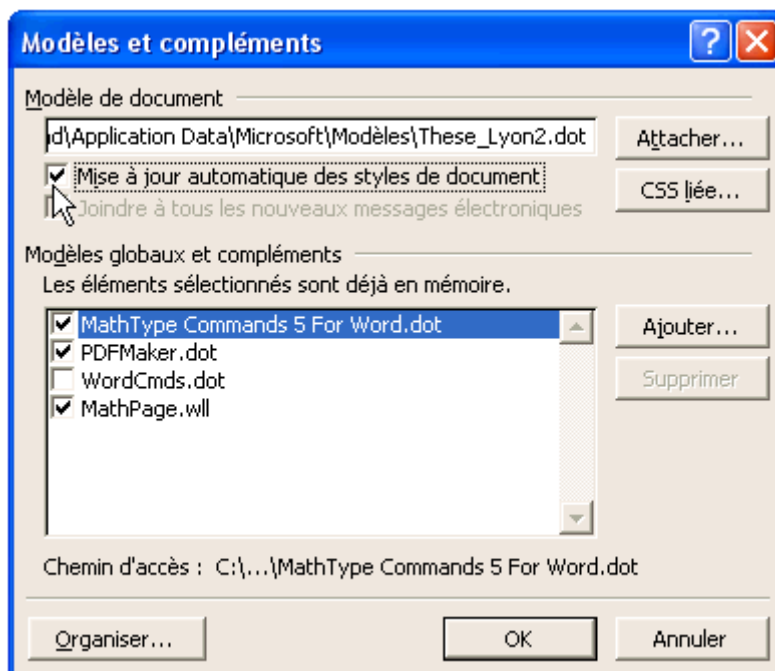 Modèles et compléments
Modèle de document
d\Application Data\Microsoft\Modèles\These_Lyon2.dot
Attacher...
Mise à jour automatique des styles de document
CSS liée...
Joindre à tous les nouveaux messages électroniques
Modèles globaux et compléments
Les éléments sélectionnés sont déjà en mémoire.
MathType Commands 5 For Word.dot
Ajouter...
PDFMaker.dot
Supprimer
WordCmds.dot
MathPage.wll
Chemin d'accès : C:\...\MathType Commands 5 For Word.dot
Organiser...
OK
Annuler